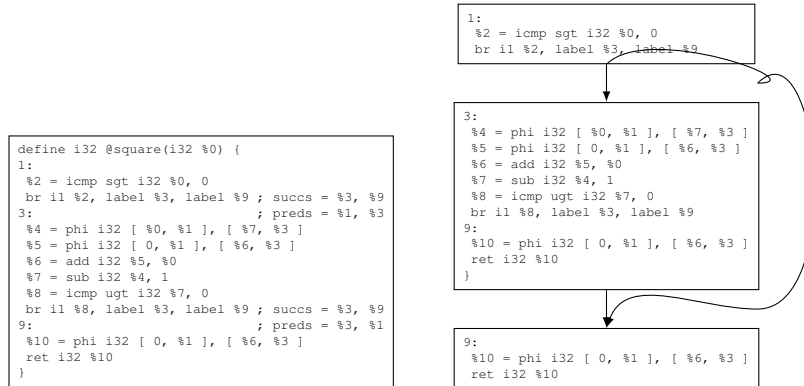 define i32 @square(i32 %0) {
1:
%2 = icmp sgt i32 %0, 0
br i1 %2, label %3, label %9 ; succs = %3, %9
3: ; preds = %1, %3
%4 = phi i32 [ %0, %1 ], [ %7, %3 ]
%5 = phi i32 [ 0, %1 ], [ %6, %3 ]
%6 = add i32 %5, %0
%7 = sub i32 %4, 1
%8 = icmp ugt i32 %7, 0
br i1 %8, label %3, label %9 ; succs = %3, %9
9: ; preds = %3, %1
%10 = phi i32 [ 0, %1 ], [ %6, %3 ]
ret i32 %10
}
1:
%2 = icmp sgt i32 %0, 0
br i1 %2, label %3, label %9
3:
%4 = phi i32 [ %0, %1 ], [ %7, %3 ]
%5 = phi i32 [ 0, %1 ], [ %6, %3 ]
%6 = add i32 %5, %0
%7 = sub i32 %4, 1
%8 = icmp ugt i32 %7, 0
br i1 %8, label %3, label %9
9:
%10 = phi i32 [ 0, %1 ], [ %6, %3 ]
ret i32 %10
}
9:
%10 = phi i32 [ 0, %1 ], [ %6, %3 ]
ret i32 %10